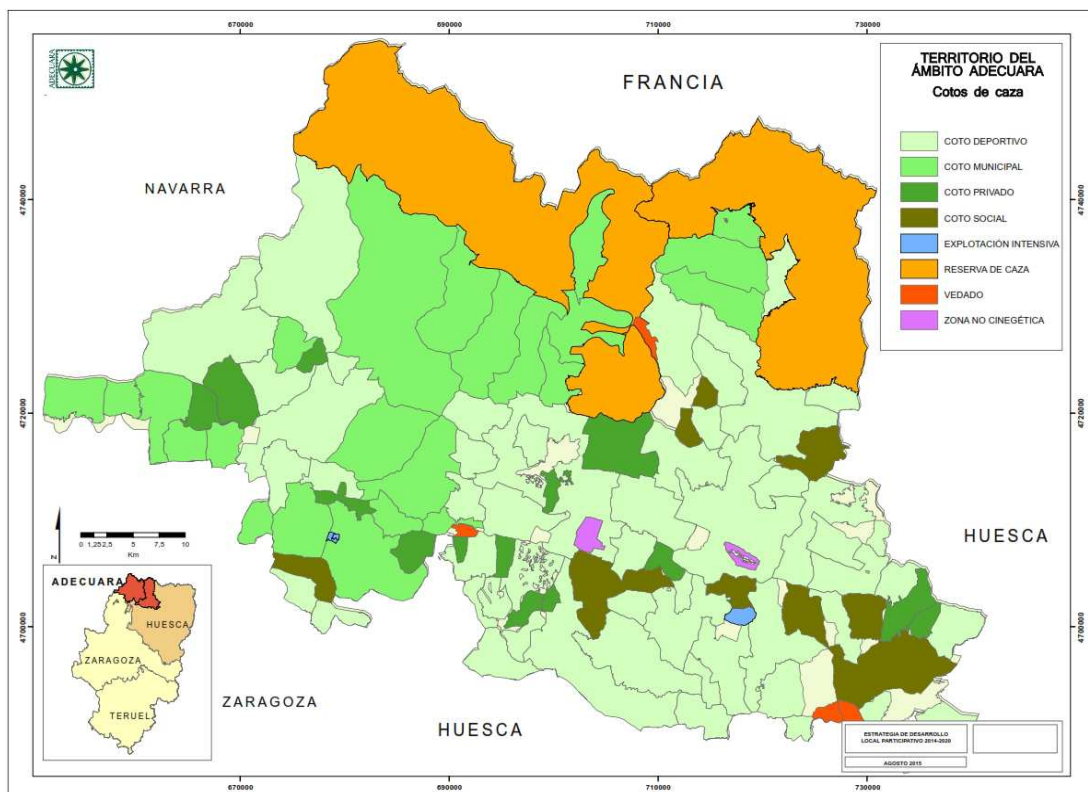 670000 690000 710000 730000
ADECUARA
FRANCIA
TERRITORIO DEL
ÁMBITO ADECUARA
Cotos de caza
COTO DEPORTIVO
COTO MUNICIPAL
COTO PRIVADO
COTO SOCIAL
EXPLOTACIÓN INTENSIVA
RESERVA DE CAZA
VEDADO
ZONA NO CINEGÉTICA
NAVARRA
4740000 4740000
4720000 4720000
4700000 4700000
HUESCA
Z
0 1,25 2,5 5 7,5 10
Km
ADECUARA
HUESCA
ZARAGOZA
TERUEL
ZARAGOZA
HUESCA
ESTRATEGIA DE DESARROLLO
LOCAL PARTICIPATIVO 2014-2020
AGOSTO 2015
670000 690000 710000 730000